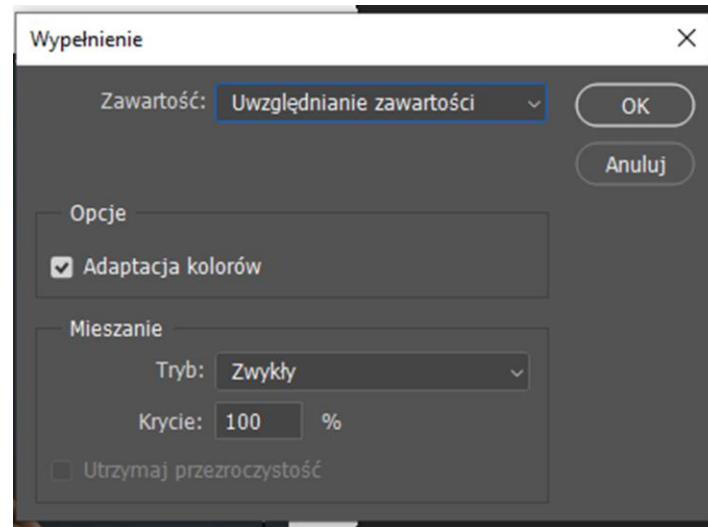 Wypełnienie
Zawartość: Uwzględnianie zawartości
OK
Anuluj
Opcje
Adaptacja kolorów
Mieszanie
Tryb: Zwykły
Krycie: 100 %
Utrzymaj przezroczystość